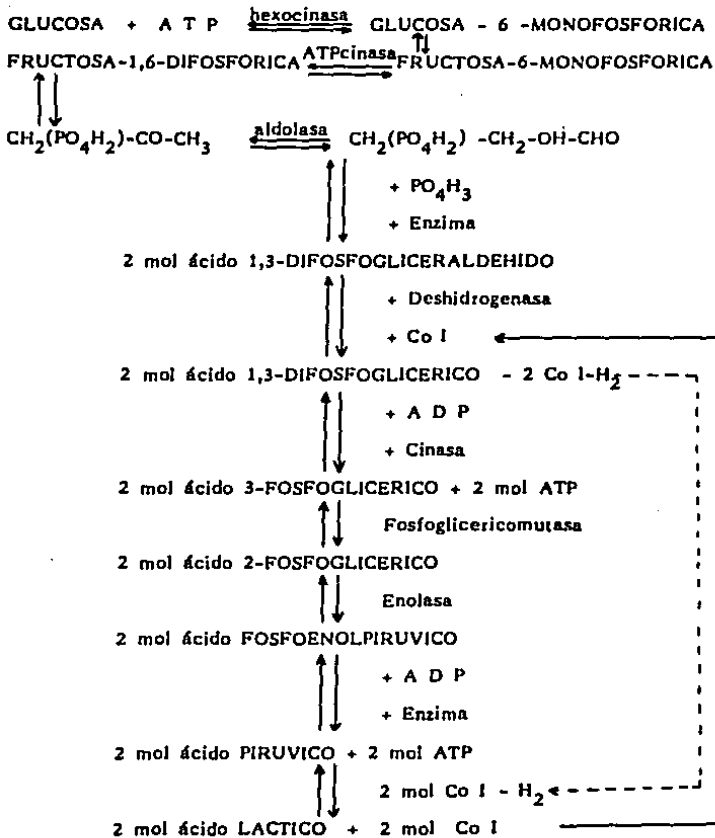 hexocinasa
GLUCOSA + A T P GLUCOSA - 6 -MONOFOSFORICA
ATPcinasa
FRUCTOSA-1,6-DIFOSFORICA FRUCTOSA-6-MONOFOSFORICA
aldolasa
CH2(PO4H2)-CO-CH3 CH2(PO4H2) -CH2-OH-CHO
+ PO4H3
+ Enzima
2 mol ácido 1,3-DIFOSFOGLICERALDEHIDO
+ Deshidrogenasa
+ Co I
2 mol ácido 1,3-DIFOSFOGLICERICO - 2 Co I-H2
+ A D P
+ Cinasa
2 mol ácido 3-FOSFOGLICERICO + 2 mol ATP
Fosfoglicericomutasa
2 mol ácido 2-FOSFOGLICERICO
Enolasa
2 mol ácido FOSFOENOLPIRUVICO
+ A D P
+ Enzima
2 mol ácido PIRUVICO + 2 mol ATP
2 mol Co I - H2
2 mol ácido LACTICO + 2 mol Co I